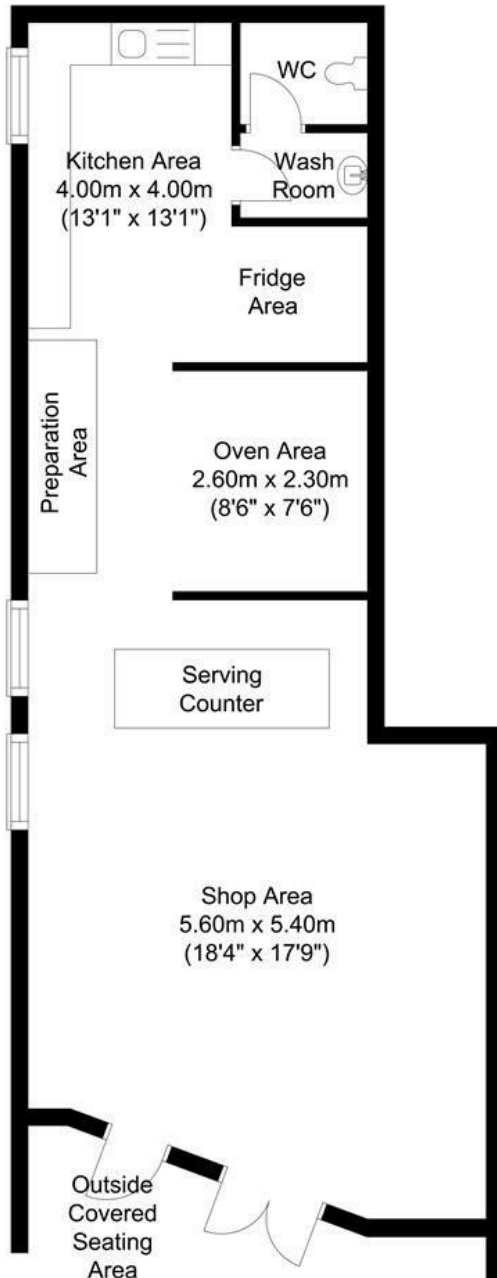 WC
Kitchen Area
4.00m x 4.00m
(13'1" x 13'1")
Wash
Room
Fridge
Area
Preparation
Area
Oven Area
2.60m x 2.30m
(8'6" x 7'6")
Serving
Counter
Shop Area
5.60m x 5.40m
(18'4" x 17'9")
Outside
Covered
Seating
Area